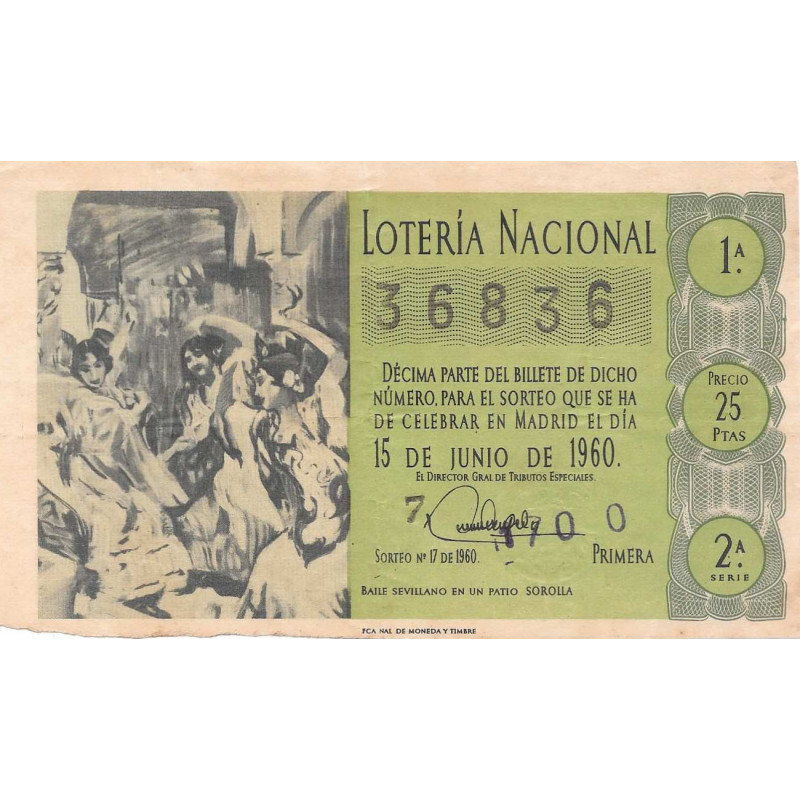 LOTERÍA NACIONAL
1ª.
36836
DÉCIMA PARTE DEL BILLETE DE DICHO
NÚMERO, PARA EL SORTEO QUE SE HA
DE CELEBRAR EN MADRID EL DÍA
15 DE JUNIO DE 1960.
PRECIO
25
PTAS
EL DIRECTOR GRAL DE TRIBUTOS ESPECIALES.
7
SORTEO Nº 17 DE 1960.
PRIMERA
2.ª
SERIE
BAILE SEVILLANO EN UN PATIO SOROLLA
FCA NAL DE MONEDA Y TIMBRE